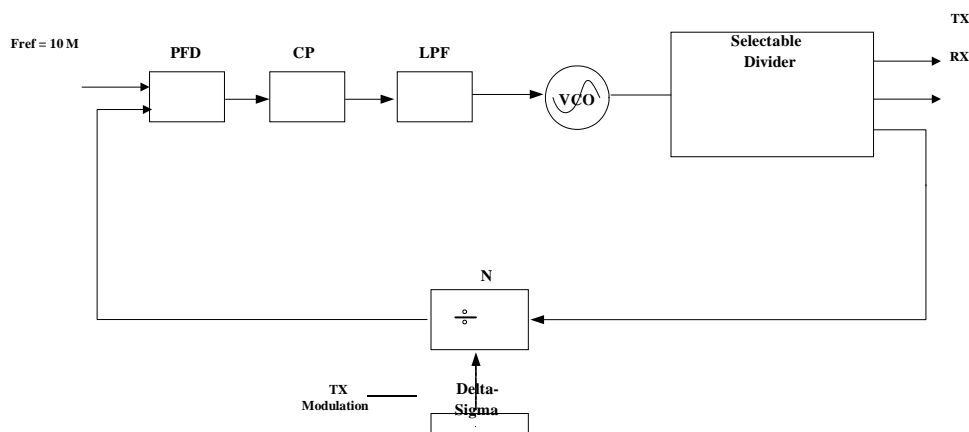 TX
Fref = 10 M
PFD
CP
LPF
VCO
Selectable
Divider
RX
N
÷
TX
Modulation
Delta-
Sigma